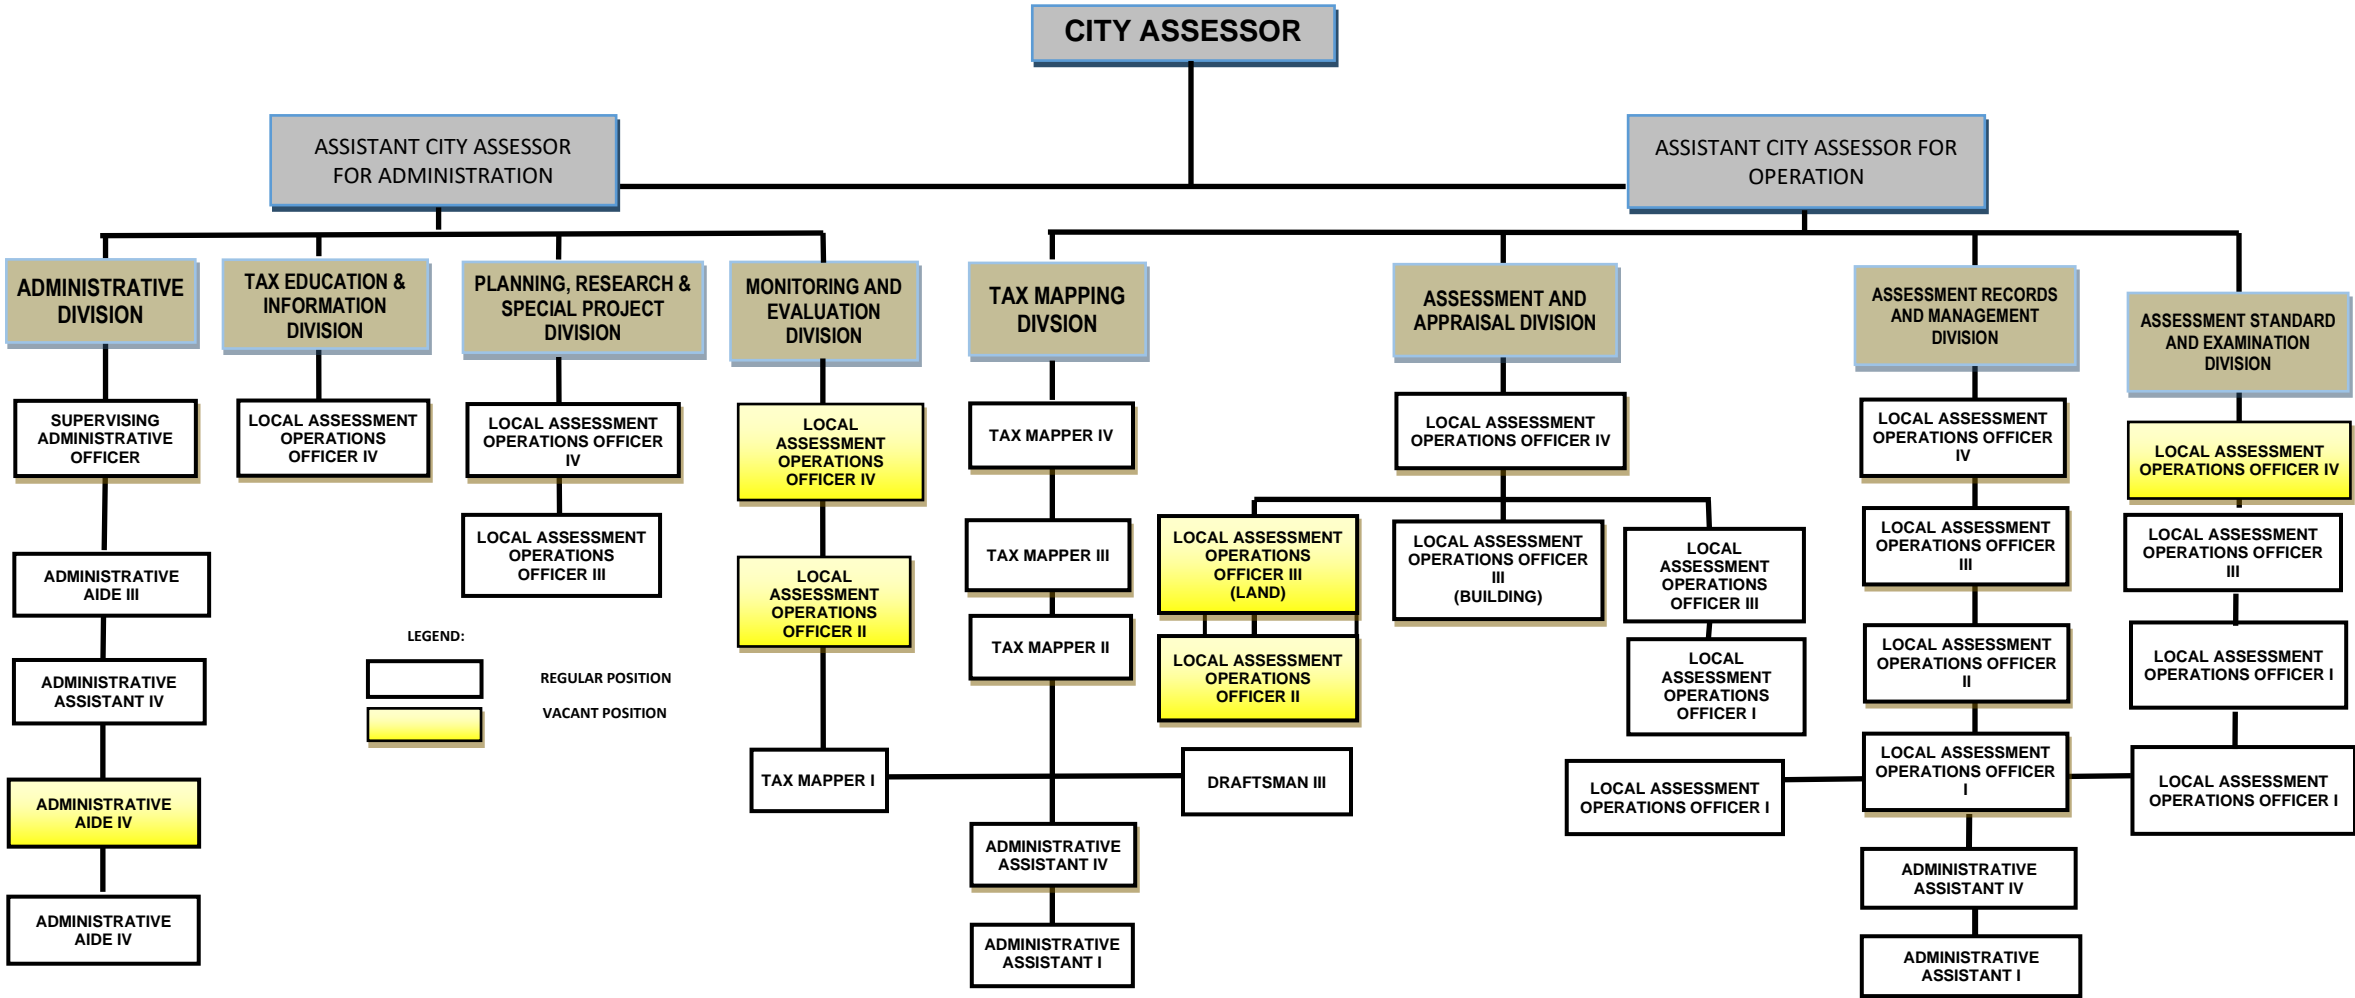 CITY ASSESSOR
ASSISTANT CITY ASSESSOR
FOR ADMINISTRATION
ASSISTANT CITY ASSESSOR FOR
OPERATION
ADMINISTRATIVE
DIVISION
TAX EDUCATION &
INFORMATION
DIVISION
PLANNING, RESEARCH &
SPECIAL PROJECT
DIVISION
MONITORING AND
EVALUATION
DIVISION
TAX MAPPING
DIVSION
ASSESSMENT AND
APPRAISAL DIVISION
ASSESSMENT RECORDS
AND MANAGEMENT
DIVISION
ASSESSMENT STANDARD
AND EXAMINATION
DIVISION
SUPERVISING
ADMINISTRATIVE
OFFICER
ADMINISTRATIVE
AIDE III
ADMINISTRATIVE
ASSISTANT IV
ADMINISTRATIVE
AIDE IV
ADMINISTRATIVE
AIDE IV
LOCAL ASSESSMENT
OPERATIONS
OFFICER IV
LOCAL ASSESSMENT
OPERATIONS OFFICER
IV
LOCAL ASSESSMENT
OPERATIONS
OFFICER III
LEGEND:
REGULAR POSITION
VACANT POSITION
LOCAL
ASSESSMENT
OPERATIONS
OFFICER IV
LOCAL
ASSESSMENT
OPERATIONS
OFFICER II
TAX MAPPER I
TAX MAPPER IV
TAX MAPPER III
TAX MAPPER II
DRAFTSMAN III
ADMINISTRATIVE
ASSISTANT IV
ADMINISTRATIVE
ASSISTANT I
LOCAL ASSESSMENT
OPERATIONS OFFICER IV
LOCAL ASSESSMENT
OPERATIONS
OFFICER III
(LAND)
LOCAL ASSESSMENT
OPERATIONS
OFFICER II
LOCAL ASSESSMENT
OPERATIONS OFFICER
III
(BUILDING)
LOCAL
ASSESSMENT
OPERATIONS
OFFICER III
LOCAL
ASSESSMENT
OPERATIONS
OFFICER I
LOCAL ASSESSMENT
OPERATIONS OFFICER
IV
LOCAL ASSESSMENT
OPERATIONS OFFICER
III
LOCAL ASSESSMENT
OPERATIONS OFFICER
II
LOCAL ASSESSMENT
OPERATIONS OFFICER
I
LOCAL ASSESSMENT
OPERATIONS OFFICER I
ADMINISTRATIVE
ASSISTANT IV
ADMINISTRATIVE
ASSISTANT I
LOCAL ASSESSMENT
OPERATIONS OFFICER IV
LOCAL ASSESSMENT
OPERATIONS OFFICER
III
LOCAL ASSESSMENT
OPERATIONS OFFICER I
LOCAL ASSESSMENT
OPERATIONS OFFICER I